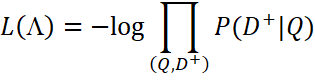 L(Λ) = −log ∏ P(D⁺|Q)
(Q,D⁺)